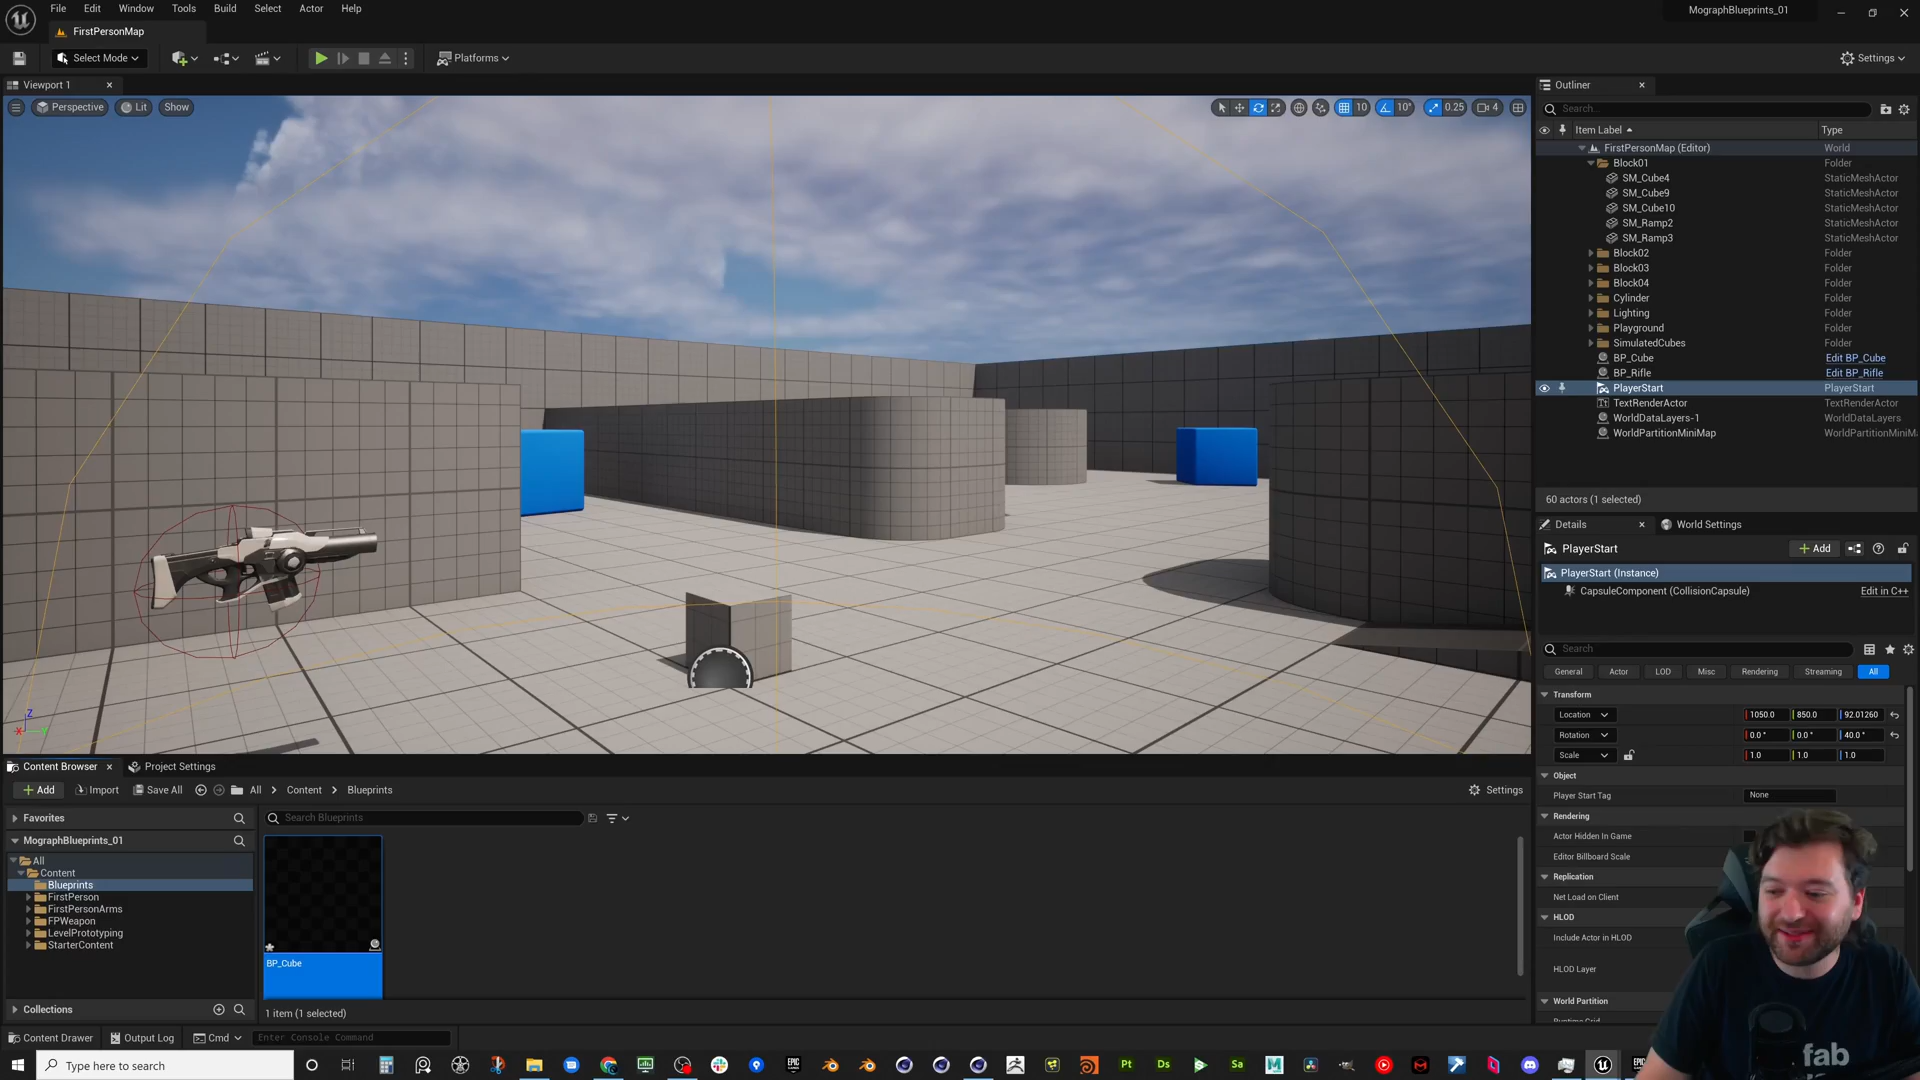 File Edit Window Tools Build Select Actor Help
MographBlueprints_01
FirstPersonMap
Select Mode
Platforms
Settings
Viewport 1
Perspective Lit Show
10 10° 0.25 4
Outliner
Search...
Item Label Type
FirstPersonMap (Editor) World
Block01 Folder
SM_Cube4 StaticMeshActor
SM_Cube9 StaticMeshActor
SM_Cube10 StaticMeshActor
SM_Ramp2 StaticMeshActor
SM_Ramp3 StaticMeshActor
Block02 Folder
Block03 Folder
Block04 Folder
Cylinder Folder
Lighting Folder
Playground Folder
SimulatedCubes Folder
BP_Cube Edit BP_Cube
BP_Rifle Edit BP_Rifle
PlayerStart PlayerStart
TextRenderActor TextRenderActor
WorldDataLayers-1 WorldDataLayers
WorldPartitionMiniMap WorldPartitionMiniM
60 actors (1 selected)
Details World Settings
PlayerStart
Add
PlayerStart (Instance)
CapsuleComponent (CollisionCapsule) Edit in C++
Search
General Actor LOD Misc Rendering Streaming All
Transform
Location 1050.0 850.0 92.01260
Rotation 0.0° 0.0° 40.0°
Scale 1.0 1.0 1.0
Object
Player Start Tag None
Rendering
Actor Hidden In Game
Editor Billboard Scale
Replication
Net Load on Client
HLOD
Include Actor in HLOD
HLOD Layer
World Partition
Runtime Grid
Z
X
Content Browser Project Settings
Add Import Save All All Content Blueprints
Settings
Favorites
Search Blueprints
MographBlueprints_01
All
Content
Blueprints
FirstPerson
FirstPersonArms
FPWeapon
LevelPrototyping
StarterContent
BP_Cube
Collections
1 item (1 selected)
Content Drawer Output Log Cmd Enter Console Command
Type here to search
EPIC GAMES
Pt Ds Sa M
EPIC
fab